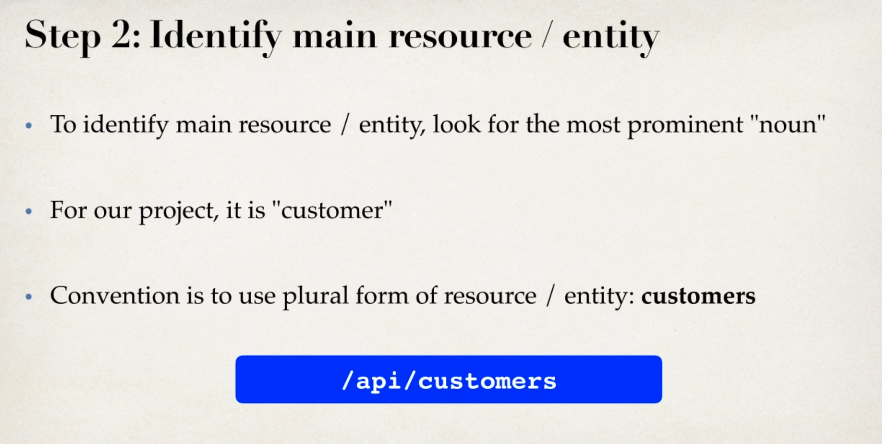 Step 2: Identify main resource / entity
• To identify main resource / entity, look for the most prominent "noun"
• For our project, it is "customer"
• Convention is to use plural form of resource / entity: customers
/api/customers